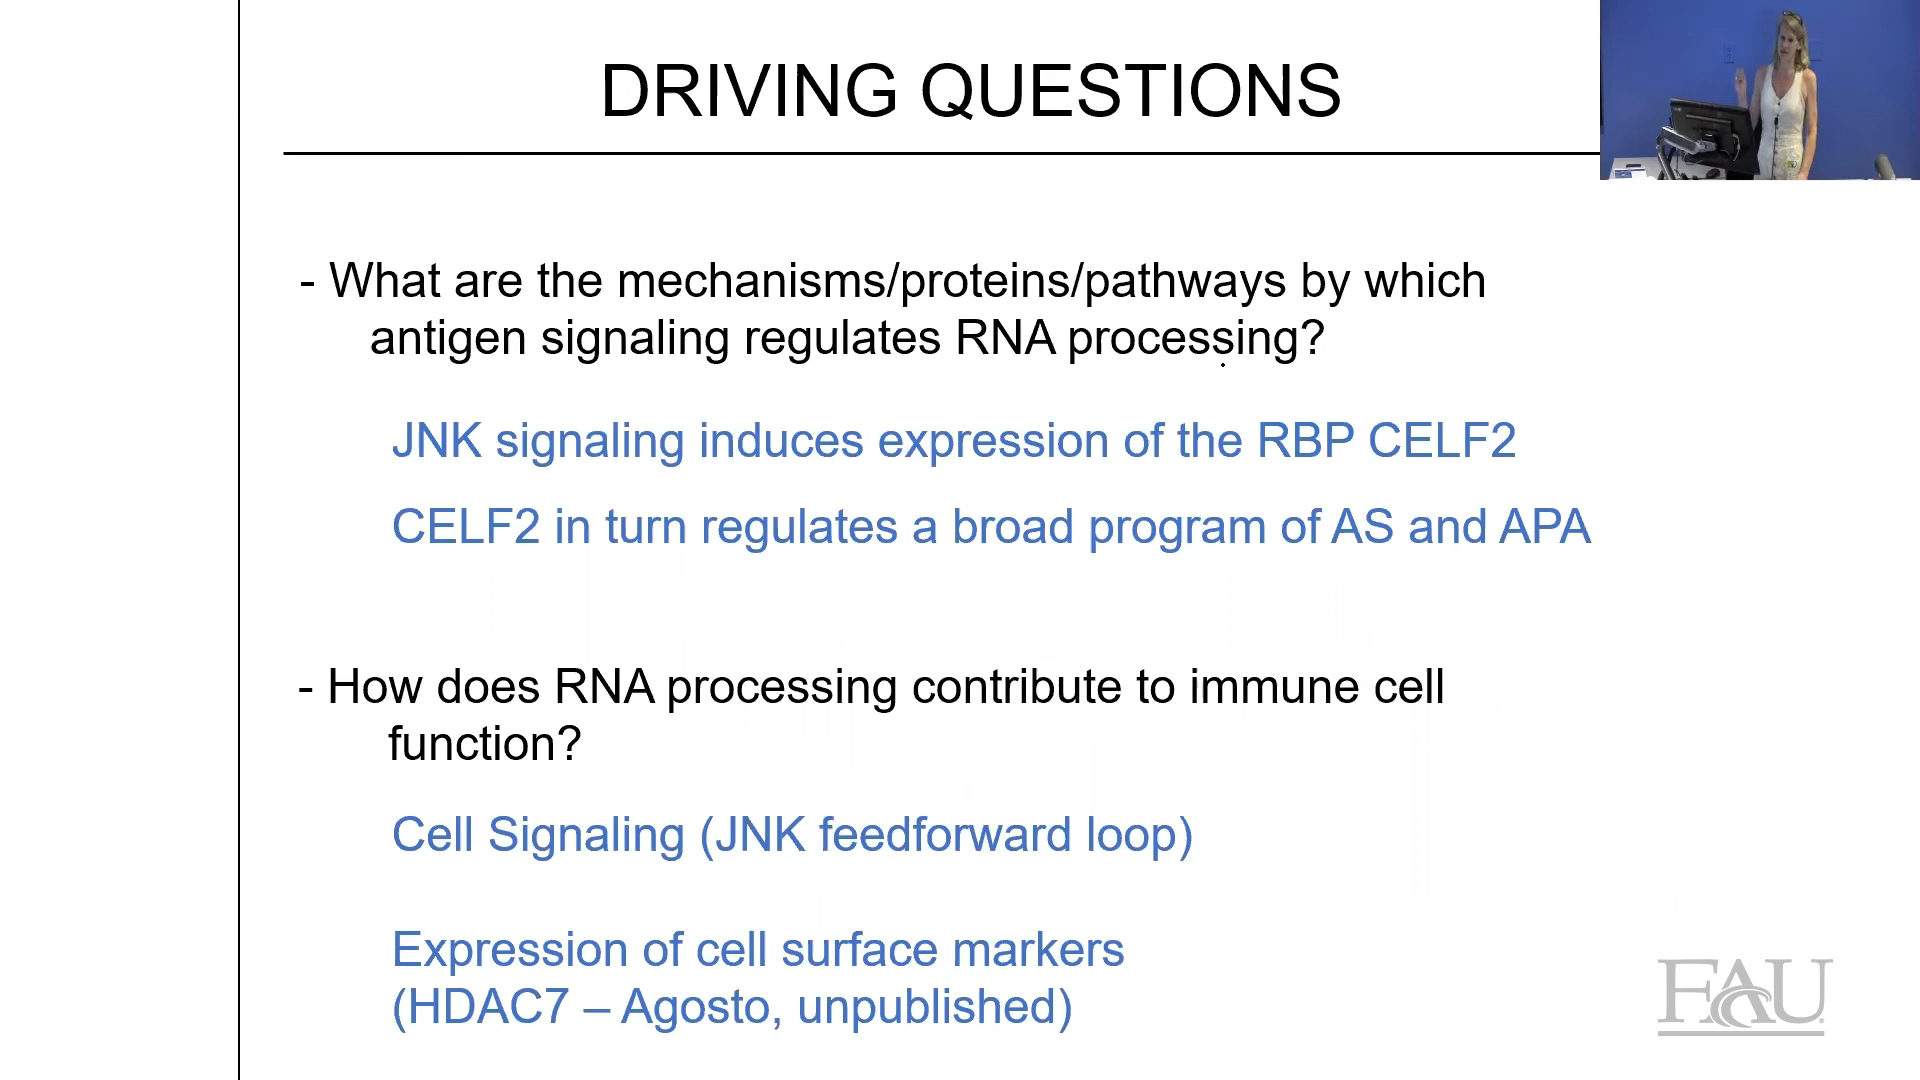 DRIVING QUESTIONS
- What are the mechanisms/proteins/pathways by which
antigen signaling regulates RNA processing?
JNK signaling induces expression of the RBP CELF2
CELF2 in turn regulates a broad program of AS and APA
- How does RNA processing contribute to immune cell
function?
Cell Signaling (JNK feedforward loop)
Expression of cell surface markers
(HDAC7 – Agosto, unpublished)
FAU